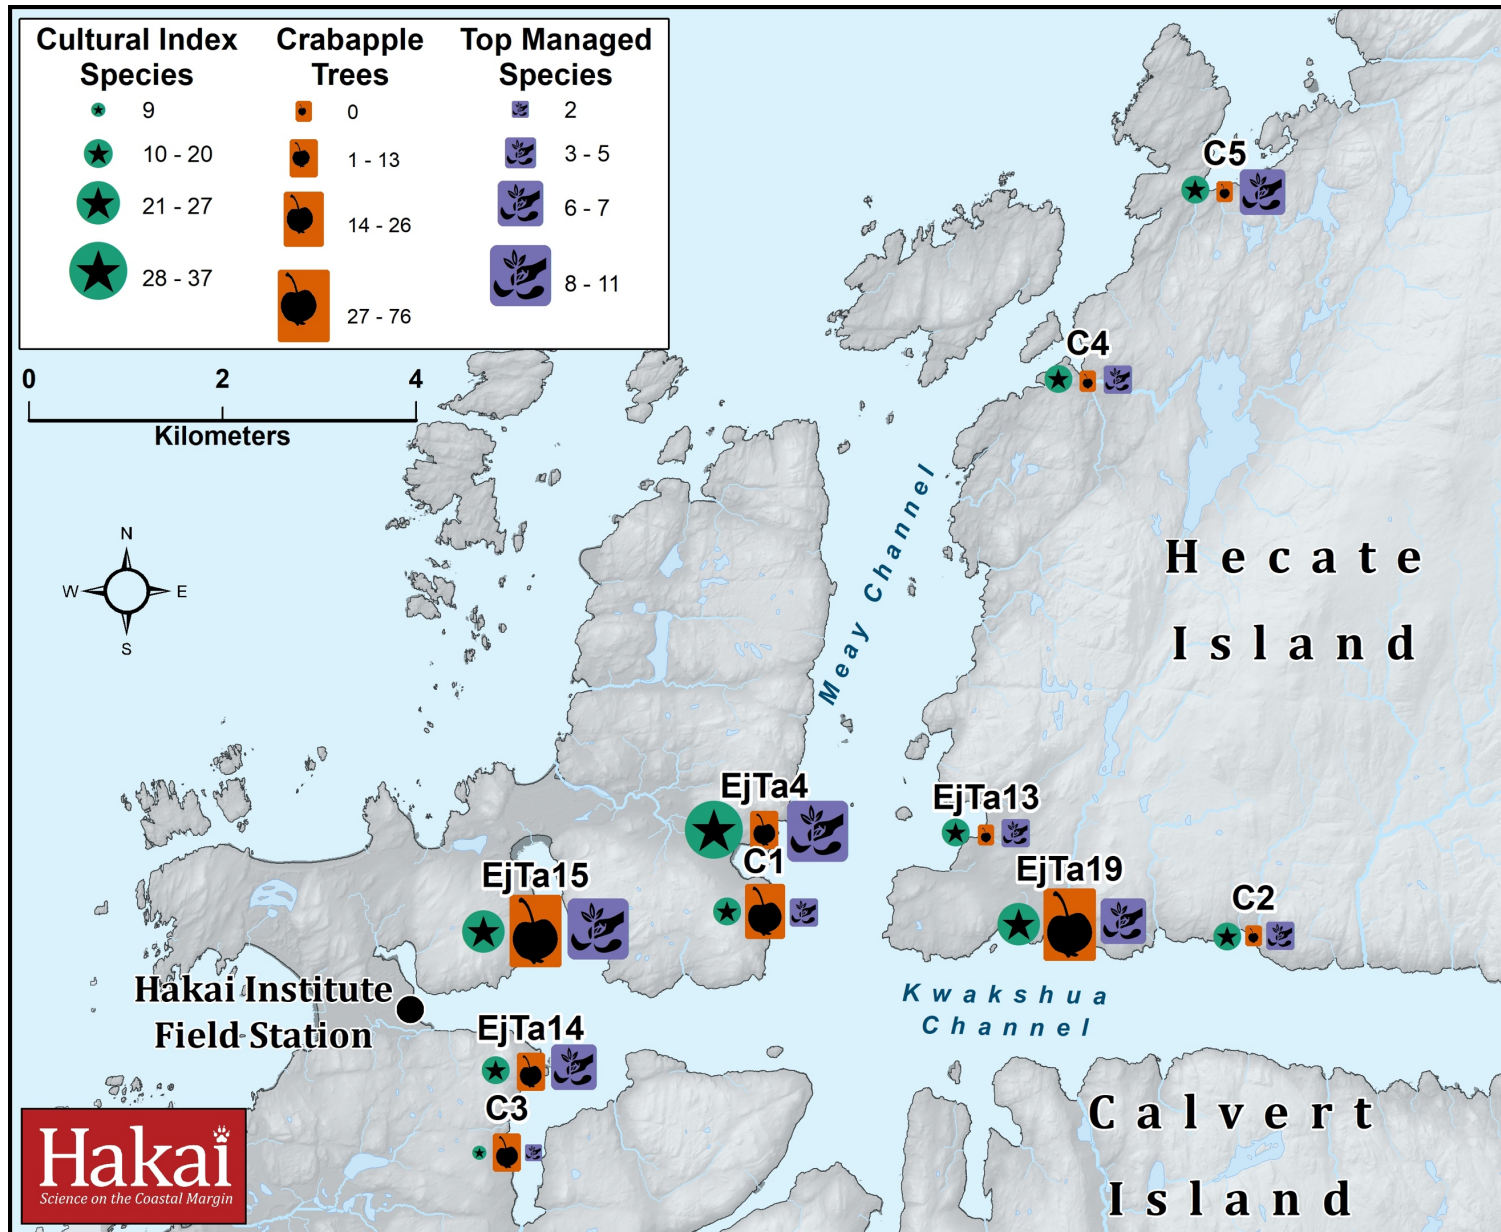 Cultural Index Species
9
10 - 20
21 - 27
28 - 37
Crabapple Trees
0
1 - 13
14 - 26
27 - 76
Top Managed Species
2
3 - 5
6 - 7
8 - 11
0 2 4
Kilometers
N
W E
S
C5
C4
Meay Channel
Hecate
Island
EjTa4
EjTa13
C1
EjTa15
EjTa19
C2
Hakai Institute
Field Station
Kwakshua
Channel
EjTa14
C3
Calvert
Island
Hakai
Science on the Coastal Margin